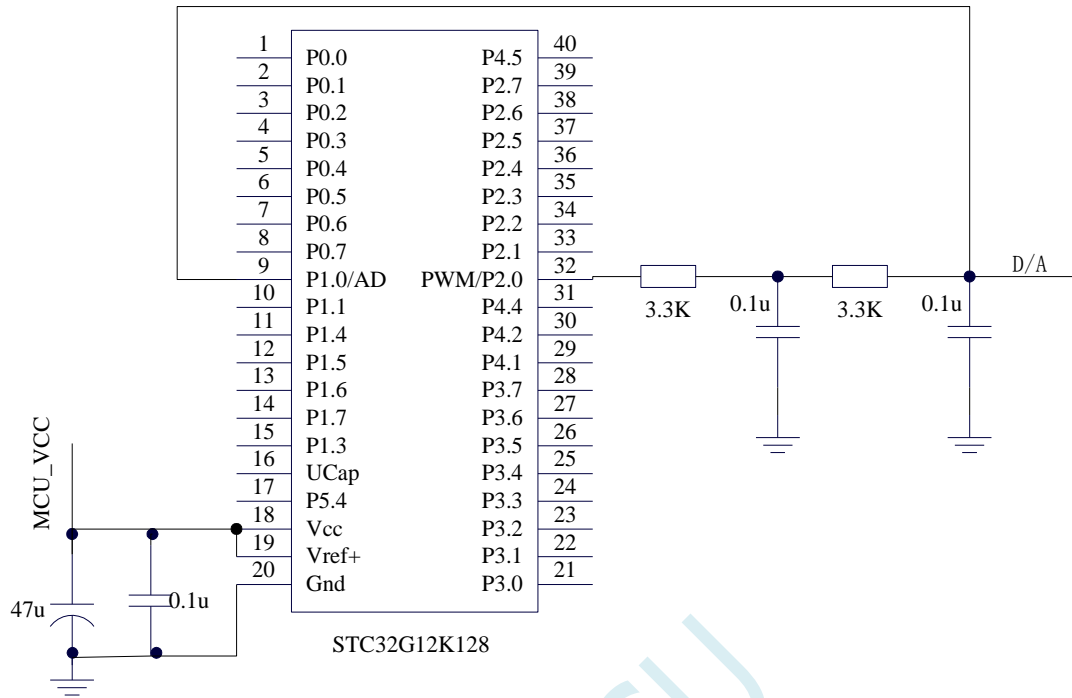 1 P0.0 P4.5 40
2 P0.1 P2.7 39
3 P0.2 P2.6 38
4 P0.3 P2.5 37
5 P0.4 P2.4 36
6 P0.5 P2.3 35
7 P0.6 P2.2 34
8 P0.7 P2.1 33
9 P1.0/AD PWM/P2.0 32
10 P1.1 P4.4 31
11 P1.4 P4.2 30
12 P1.5 P4.1 29
13 P1.6 P3.7 28
14 P1.7 P3.6 27
15 P1.3 P3.5 26
16 UCap P3.4 25
17 P5.4 P3.3 24
18 Vcc P3.2 23
19 Vref+ P3.1 22
20 Gnd P3.0 21
STC32G12K128
3.3K
0.1u
3.3K
0.1u
D/A
MCU_VCC
47u
0.1u